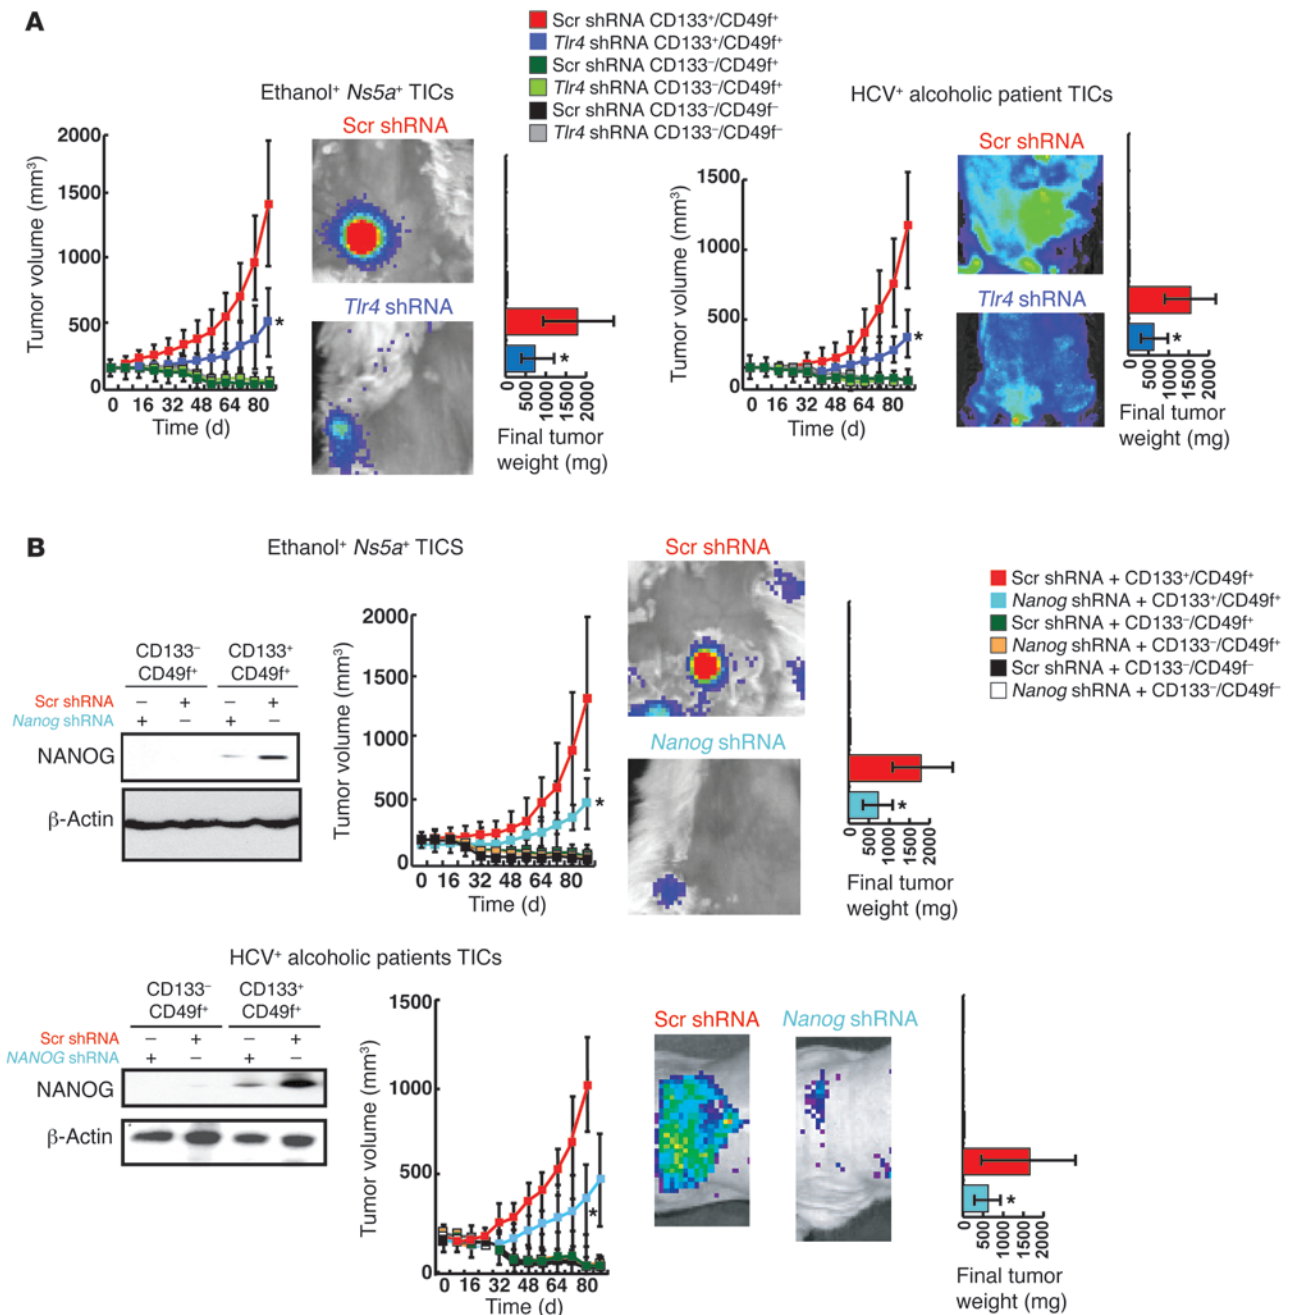 A
Scr shRNA CD133⁺/CD49f⁺
Tlr4 shRNA CD133⁺/CD49f⁺
Scr shRNA CD133⁻/CD49f⁺
Tlr4 shRNA CD133⁻/CD49f⁺
Scr shRNA CD133⁻/CD49f⁻
Tlr4 shRNA CD133⁻/CD49f⁻
Ethanol⁺ Ns5a⁺ TICs
Tumor volume (mm³)
2000
1500
1000
500
0
0 16 32 48 64 80
Time (d)
*
Scr shRNA
Tlr4 shRNA
*
0 500 1000 1500 2000
Final tumor
weight (mg)
HCV⁺ alcoholic patient TICs
Tumor volume (mm³)
1500
1000
500
0
0 16 32 48 64 80
Time (d)
*
Scr shRNA
Tlr4 shRNA
*
0 500 1000 1500 2000
Final tumor
weight (mg)
B
Ethanol⁺ Ns5a⁺ TICS
Scr shRNA + CD133⁺/CD49f⁺
Nanog shRNA + CD133⁺/CD49f⁺
Scr shRNA + CD133⁻/CD49f⁺
Nanog shRNA + CD133⁻/CD49f⁺
Scr shRNA + CD133⁻/CD49f⁻
Nanog shRNA + CD133⁻/CD49f⁻
CD133⁻ CD133⁺
CD49f⁺ CD49f⁺
Scr shRNA – + – +
Nanog shRNA + – + –
NANOG
β-Actin
Tumor volume (mm³)
2000
1500
1000
500
0
0 16 32 48 64 80
Time (d)
*
Scr shRNA
Nanog shRNA
*
0 500 1000 1500 2000
Final tumor
weight (mg)
HCV⁺ alcoholic patients TICs
CD133⁻ CD133⁺
CD49f⁺ CD49f⁺
Scr shRNA – + – +
NANOG shRNA + – + –
NANOG
β-Actin
Tumor volume (mm³)
1500
1000
500
0
0 16 32 48 64 80
Time (d)
*
Scr shRNA
Nanog shRNA
*
0 500 1000 1500 2000
Final tumor
weight (mg)